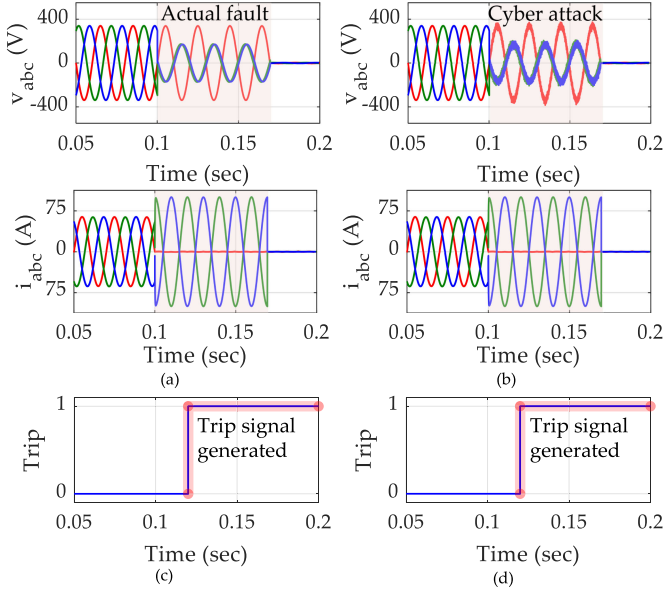 Actual fault
Cyber attack
400
0
-400
v abc (V)
0.05 0.1 0.15 0.2
Time (sec)
400
0
-400
v abc (V)
0.05 0.1 0.15 0.2
Time (sec)
75
0
75
i abc (A)
0.05 0.1 0.15 0.2
Time (sec)
(a)
75
0
75
i abc (A)
0.05 0.1 0.15 0.2
Time (sec)
(b)
1
0
Trip
Trip signal
generated
0.05 0.1 0.15 0.2
Time (sec)
(c)
1
0
Trip
Trip signal
generated
0.05 0.1 0.15 0.2
Time (sec)
(d)